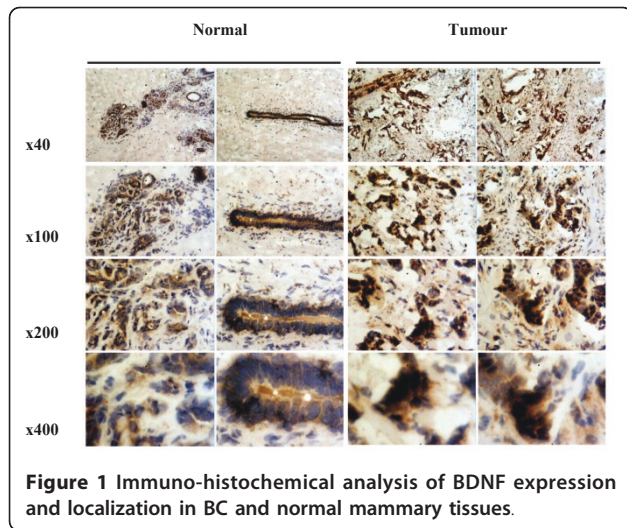 Normal Tumour
x40
x100
x200
x400
Figure 1 Immuno-histochemical analysis of BDNF expression
and localization in BC and normal mammary tissues.